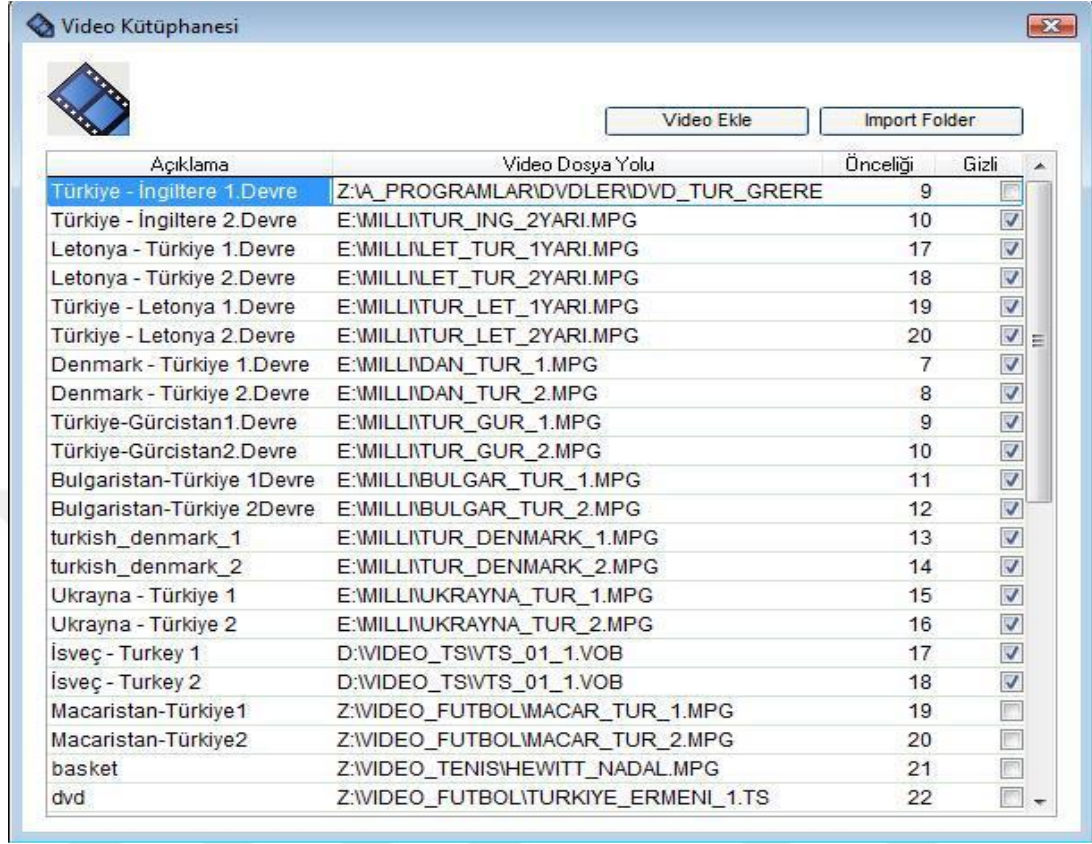 Video Kütüphanesi
Video Ekle Import Folder
Açıklama Video Dosya Yolu Önceliği Gizli
Türkiye - İngiltere 1.Devre Z:\A_PROGRAMLAR\DVDLER\DVD_TUR_GRERE 9
Türkiye - İngiltere 2.Devre E:\MILLI\TUR_ING_2YARI.MPG 10
Letonya - Türkiye 1.Devre E:\MILLI\LET_TUR_1YARI.MPG 17
Letonya - Türkiye 2.Devre E:\MILLI\LET_TUR_2YARI.MPG 18
Türkiye - Letonya 1.Devre E:\MILLI\TUR_LET_1YARI.MPG 19
Türkiye - Letonya 2.Devre E:\MILLI\TUR_LET_2YARI.MPG 20
Denmark - Türkiye 1.Devre E:\MILLI\DAN_TUR_1.MPG 7
Denmark - Türkiye 2.Devre E:\MILLI\DAN_TUR_2.MPG 8
Türkiye-Gürcistan1.Devre E:\MILLI\TUR_GUR_1.MPG 9
Türkiye-Gürcistan2.Devre E:\MILLI\TUR_GUR_2.MPG 10
Bulgaristan-Türkiye 1Devre E:\MILLI\BULGAR_TUR_1.MPG 11
Bulgaristan-Türkiye 2Devre E:\MILLI\BULGAR_TUR_2.MPG 12
turkish_denmark_1 E:\MILLI\TUR_DENMARK_1.MPG 13
turkish_denmark_2 E:\MILLI\TUR_DENMARK_2.MPG 14
Ukrayna - Türkiye 1 E:\MILLI\UKRAYNA_TUR_1.MPG 15
Ukrayna - Türkiye 2 E:\MILLI\UKRAYNA_TUR_2.MPG 16
İsveç - Turkey 1 D:\VIDEO_TS\VTS_01_1.VOB 17
İsveç - Turkey 2 D:\VIDEO_TS\VTS_01_1.VOB 18
Macaristan-Türkiye1 Z:\VIDEO_FUTBOL\MACAR_TUR_1.MPG 19
Macaristan-Türkiye2 Z:\VIDEO_FUTBOL\MACAR_TUR_2.MPG 20
basket Z:\VIDEO_TENIS\HEWITT_NADAL.MPG 21
dvd Z:\VIDEO_FUTBOL\TURKIYE_ERMENI_1.TS 22